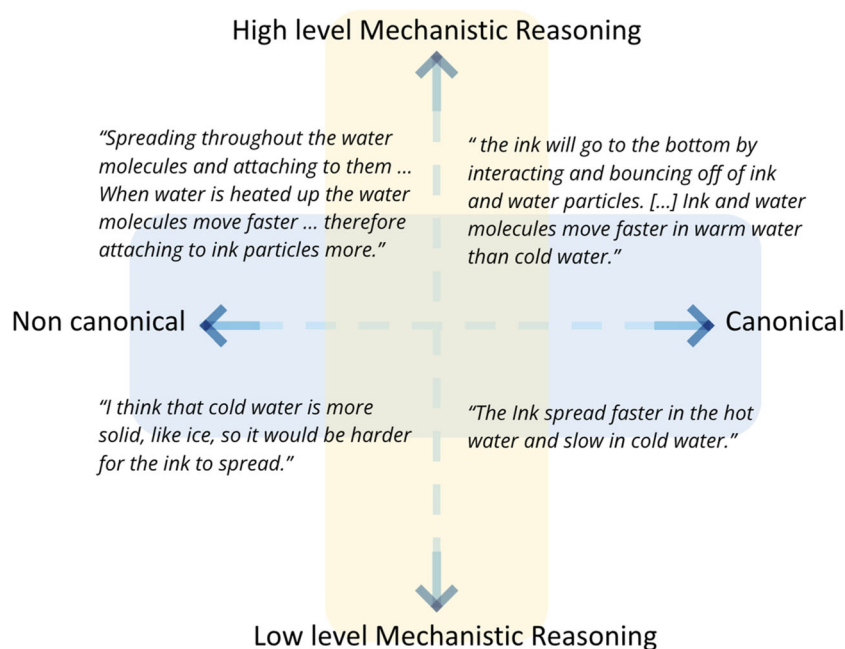 High level Mechanistic Reasoning
“Spreading throughout the water
molecules and attaching to them ...
When water is heated up the water
molecules move faster ... therefore
attaching to ink particles more.”
“ the ink will go to the bottom by
interacting and bouncing off of ink
and water particles. [...] Ink and water
molecules move faster in warm water
than cold water.”
Non canonical
Canonical
“I think that cold water is more
solid, like ice, so it would be harder
for the ink to spread.”
“The Ink spread faster in the hot
water and slow in cold water.”
Low level Mechanistic Reasoning